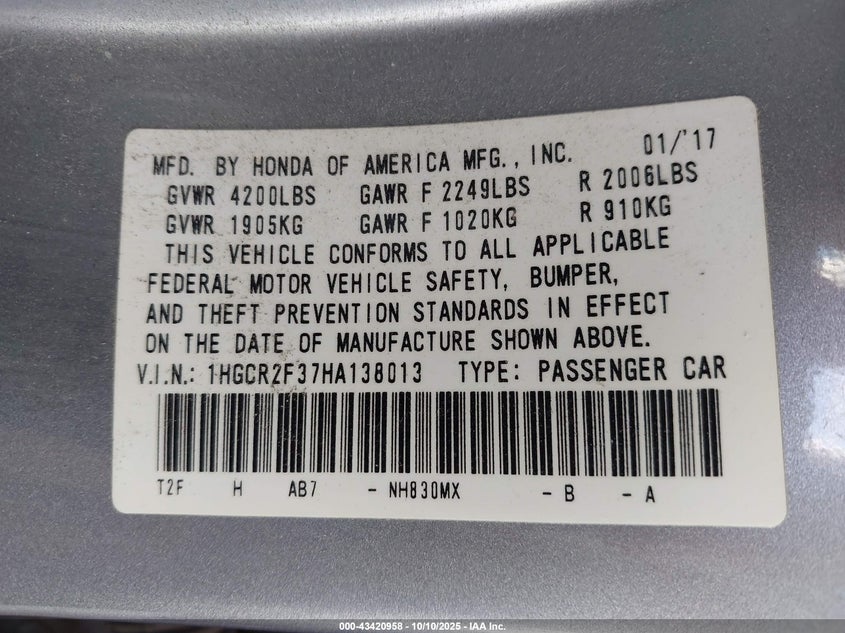 MFD. BY HONDA OF AMERICA MFG., INC. 01/'17
GVWR 4200LBS GAWR F 2249LBS R 2006LBS
GVWR 1905KG GAWR F 1020KG R 910KG
THIS VEHICLE CONFORMS TO ALL APPLICABLE
FEDERAL MOTOR VEHICLE SAFETY, BUMPER,
AND THEFT PREVENTION STANDARDS IN EFFECT
ON THE DATE OF MANUFACTURE SHOWN ABOVE.
V.I.N.: 1HGCR2F37HA138013 TYPE: PASSENGER CAR
T2F H AB7 - NH830MX - B - A
000-43420958 - 10/10/2025 - IAA Inc.